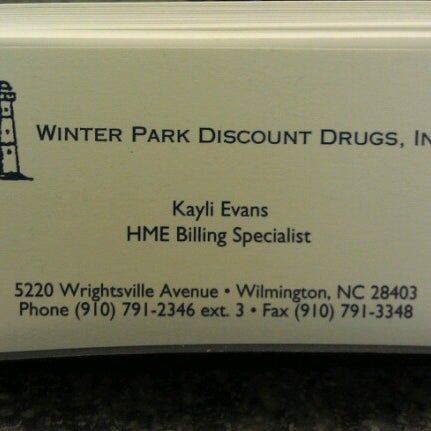 WINTER PARK DISCOUNT DRUGS, IN
Kayli Evans
HME Billing Specialist
5220 Wrightsville Avenue • Wilmington, NC 28403
Phone (910) 791-2346 ext. 3 • Fax (910) 791-3348